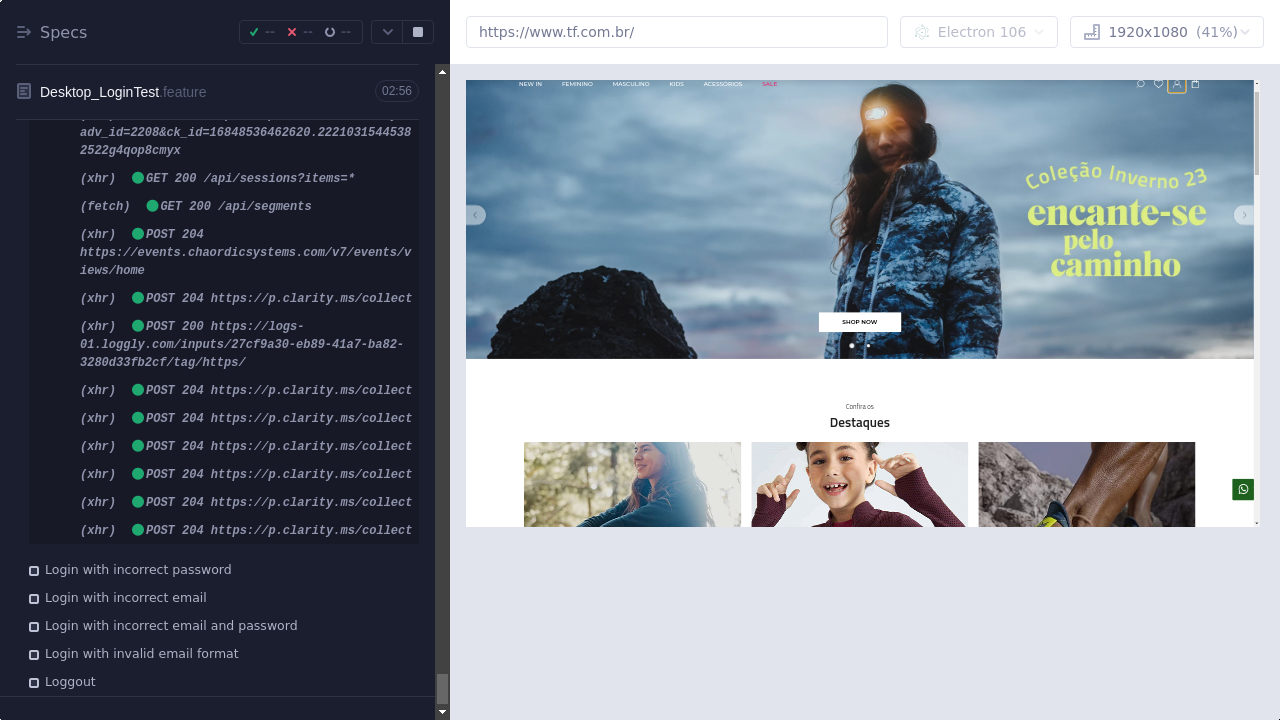 Specs
--
--
--
https://www.tf.com.br/
Electron 106
1920x1080 (41%)
Desktop_LoginTest.feature
02:56
adv_id=2208&ck_id=16848536462620.2221031544538
2522g4qop8cmyx
(xhr) GET 200 /api/sessions?items=*
(fetch) GET 200 /api/segments
(xhr) POST 204
https://events.chaordicsystems.com/v7/events/v
iews/home
(xhr) POST 204 https://p.clarity.ms/collect
(xhr) POST 200 https://logs-
01.loggly.com/inputs/27cf9a30-eb89-41a7-ba82-
3280d33fb2cf/tag/https/
(xhr) POST 204 https://p.clarity.ms/collect
(xhr) POST 204 https://p.clarity.ms/collect
(xhr) POST 204 https://p.clarity.ms/collect
(xhr) POST 204 https://p.clarity.ms/collect
(xhr) POST 204 https://p.clarity.ms/collect
(xhr) POST 204 https://p.clarity.ms/collect
Login with incorrect password
Login with incorrect email
Login with incorrect email and password
Login with invalid email format
Loggout
NEW IN FEMININO MASCULINO KIDS ACESSÓRIOS SALE
Coleção Inverno 23
encante-se
pelo
caminho
SHOP NOW
Confira os
Destaques